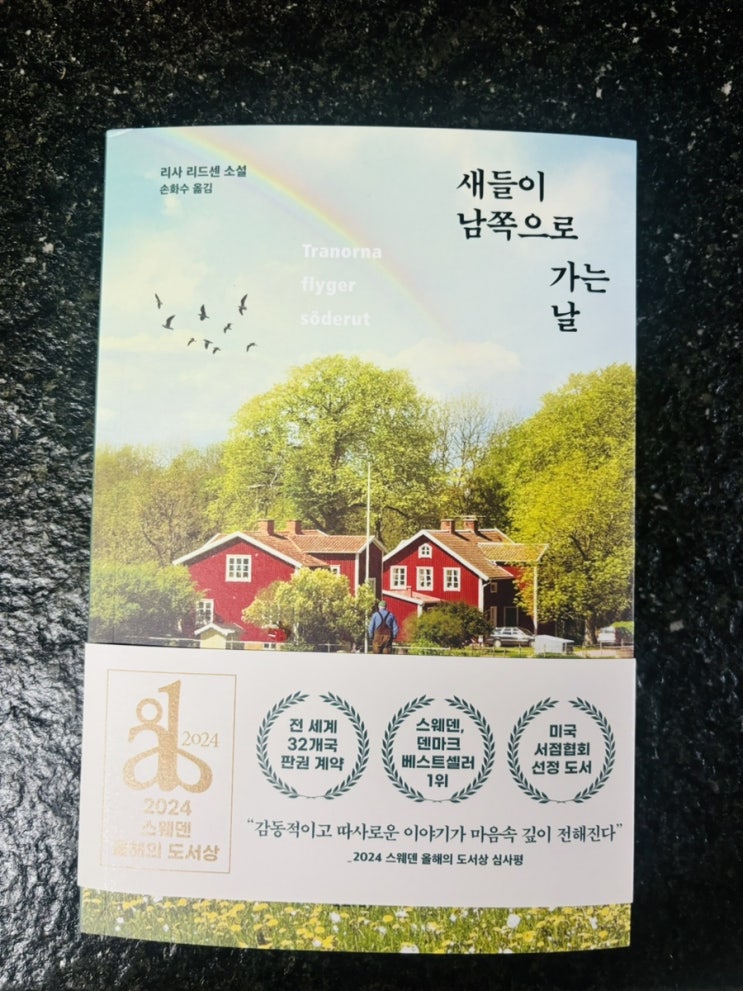 리사 리드센 소설
손화수 옮김
새들이
남쪽으로
가는
날
Tranorna
flyger
söderut
2024
2024
스웨덴
올해의 도서상
전 세계
32개국
판권 계약
스웨덴,
덴마크
베스트셀러
1위
미국
서점협회
선정 도서
“감동적이고 따사로운 이야기가 마음속 깊이 전해진다”
_2024 스웨덴 올해의 도서상 심사평